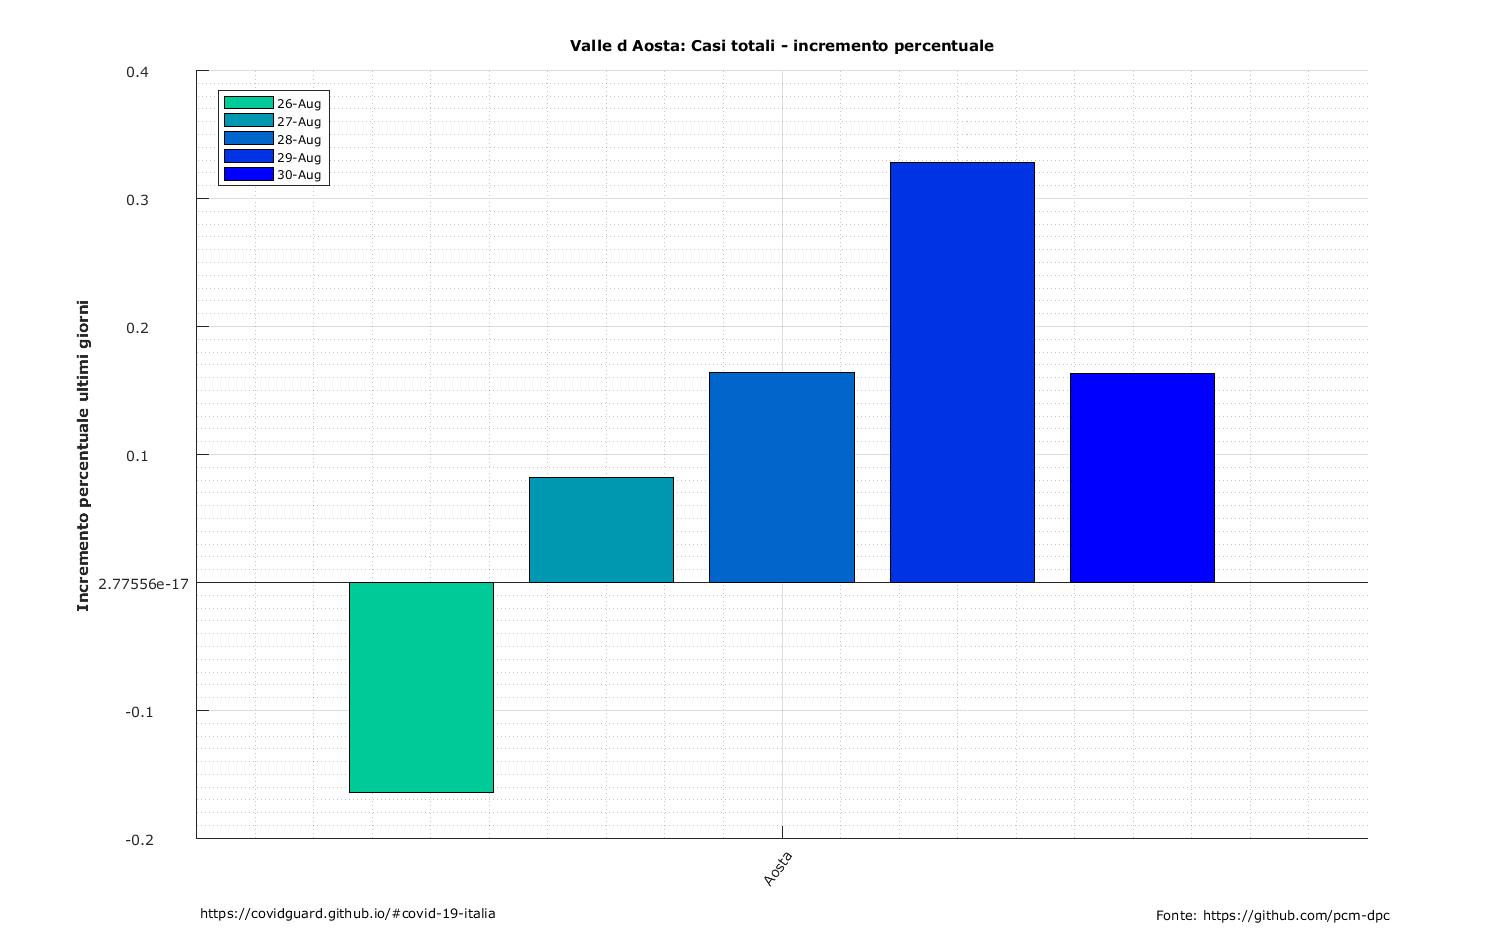 Valle d Aosta: Casi totali - incremento percentuale
0.4
0.3
0.2
0.1
2.77556e-17
-0.1
-0.2
Incremento percentuale ultimi giorni
26-Aug
27-Aug
28-Aug
29-Aug
30-Aug
Aosta
https://covidguard.github.io/#covid-19-italia
Fonte: https://github.com/pcm-dpc